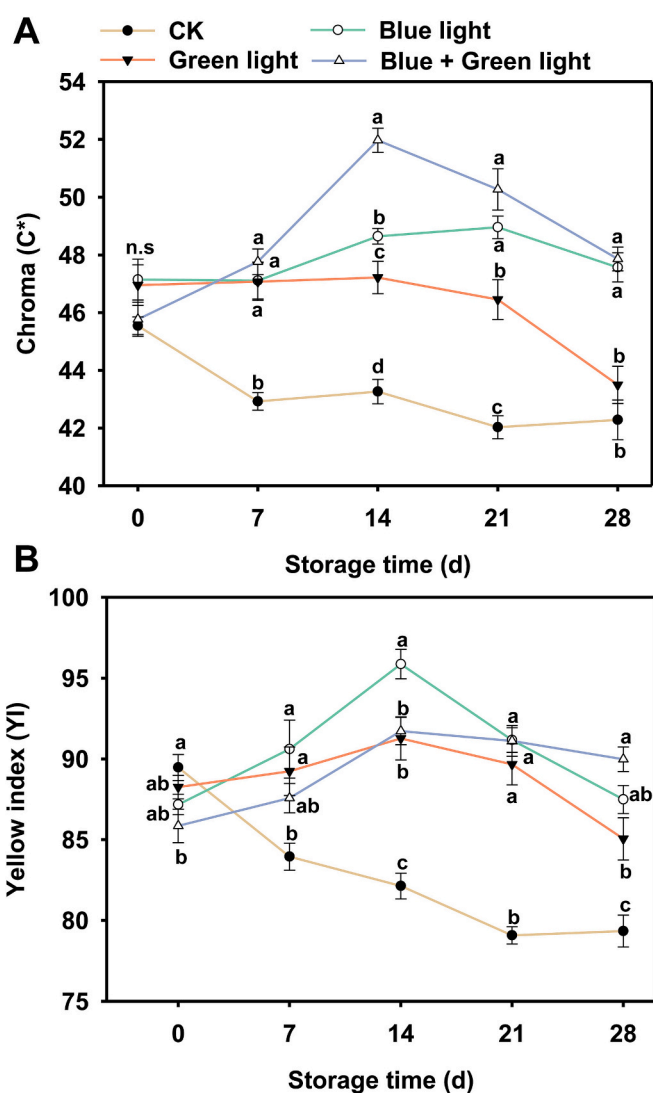 A
CK
Blue light
Green light
Blue + Green light
54
52
50
48
46
44
42
40
Chroma (C*)
n.s
a
a
a
b
a
b
c
d
a
a
b
c
a
a
b
b
0 7 14 21 28
Storage time (d)
B
100
95
90
85
80
75
Yellow index (YI)
a
ab
ab
b
a
a
ab
b
a
b
b
c
a
a
a
b
a
ab
b
c
0 7 14 21 28
Storage time (d)